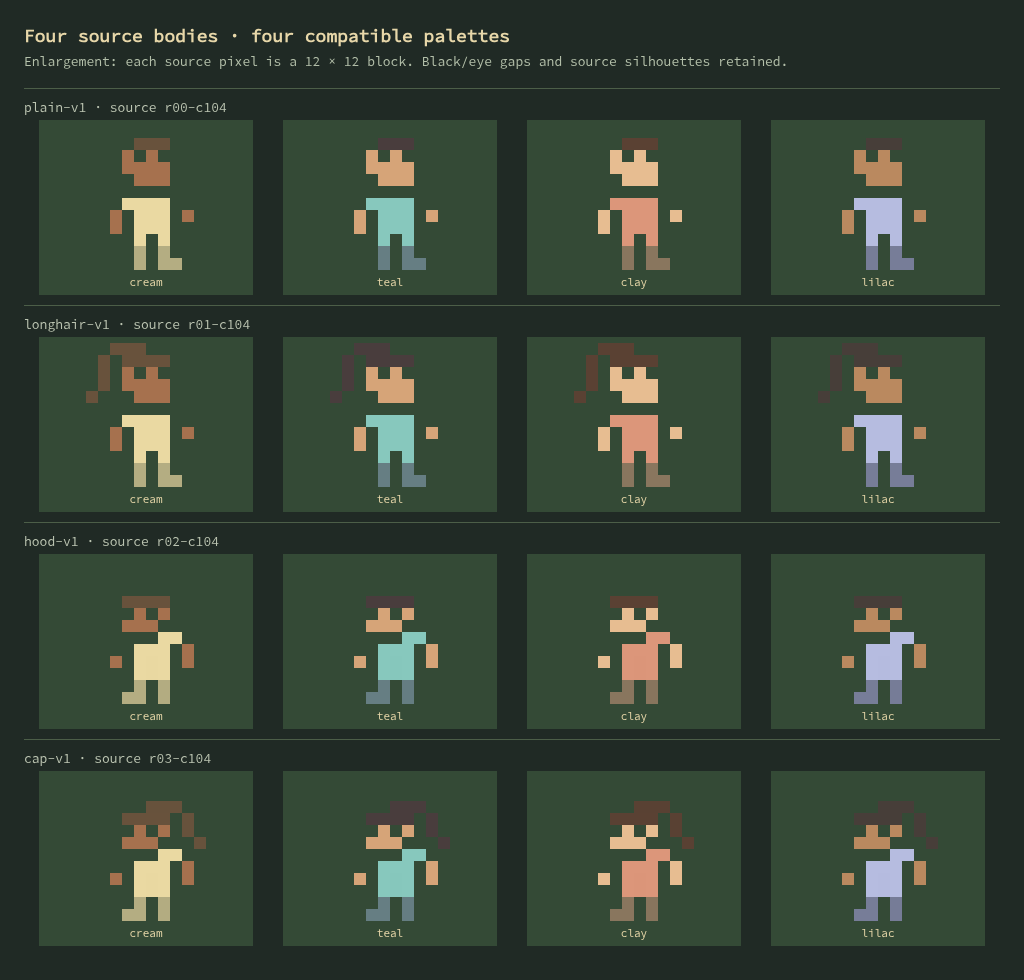 Four source bodies · four compatible palettes
Enlargement: each source pixel is a 12 × 12 block. Black/eye gaps and source silhouettes retained.
plain-v1 · source r00-c104
cream
teal
clay
lilac
longhair-v1 · source r01-c104
cream
teal
clay
lilac
hood-v1 · source r02-c104
cream
teal
clay
lilac
cap-v1 · source r03-c104
cream
teal
clay
lilac